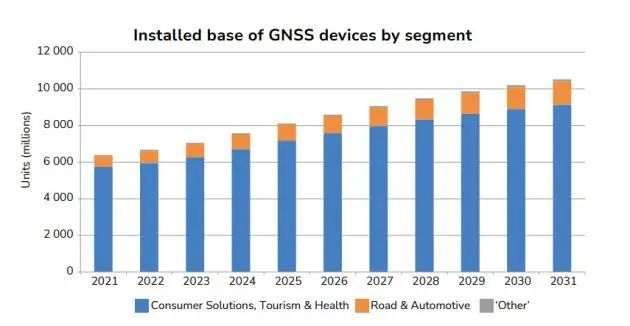 Installed base of GNSS devices by segment
12 000
10 000
8 000
6 000
4 000
2 000
0
Units (millions)
2021 2022 2023 2024 2025 2026 2027 2028 2029 2030 2031
Consumer Solutions, Tourism & Health Road & Automotive 'Other'